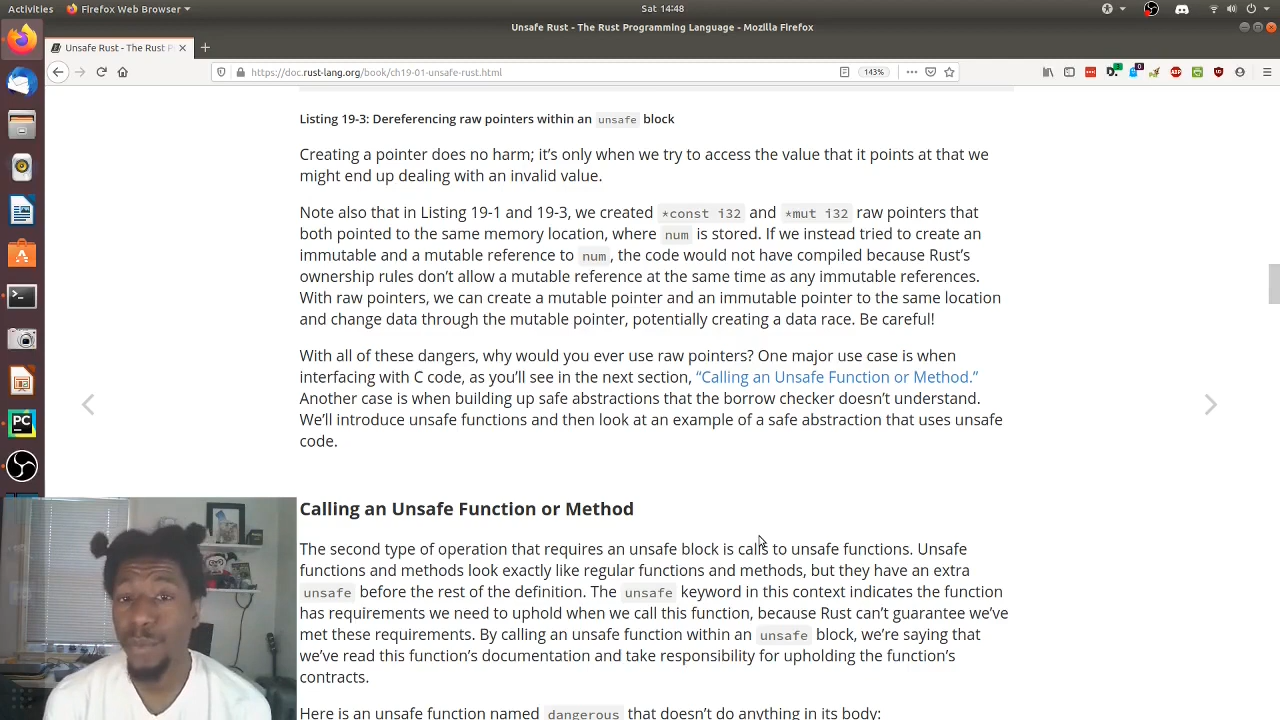 Activities
Firefox Web Browser
Sat 14:48
Unsafe Rust - The Rust Programming Language - Mozilla Firefox
Unsafe Rust - The Rust P
https://doc.rust-lang.org/book/ch19-01-unsafe-rust.html
143%
Listing 19-3: Dereferencing raw pointers within an unsafe block
Creating a pointer does no harm; it’s only when we try to access the value that it points at that we
might end up dealing with an invalid value.
Note also that in Listing 19-1 and 19-3, we created *const i32 and *mut i32 raw pointers that
both pointed to the same memory location, where num is stored. If we instead tried to create an
immutable and a mutable reference to num, the code would not have compiled because Rust’s
ownership rules don’t allow a mutable reference at the same time as any immutable references.
With raw pointers, we can create a mutable pointer and an immutable pointer to the same location
and change data through the mutable pointer, potentially creating a data race. Be careful!
With all of these dangers, why would you ever use raw pointers? One major use case is when
interfacing with C code, as you’ll see in the next section, “Calling an Unsafe Function or Method.”
Another case is when building up safe abstractions that the borrow checker doesn’t understand.
We’ll introduce unsafe functions and then look at an example of a safe abstraction that uses unsafe
code.
Calling an Unsafe Function or Method
The second type of operation that requires an unsafe block is calls to unsafe functions. Unsafe
functions and methods look exactly like regular functions and methods, but they have an extra
unsafe before the rest of the definition. The unsafe keyword in this context indicates the function
has requirements we need to uphold when we call this function, because Rust can’t guarantee we’ve
met these requirements. By calling an unsafe function within an unsafe block, we’re saying that
we’ve read this function’s documentation and take responsibility for upholding the function’s
contracts.
Here is an unsafe function named dangerous that doesn’t do anything in its body:
PC